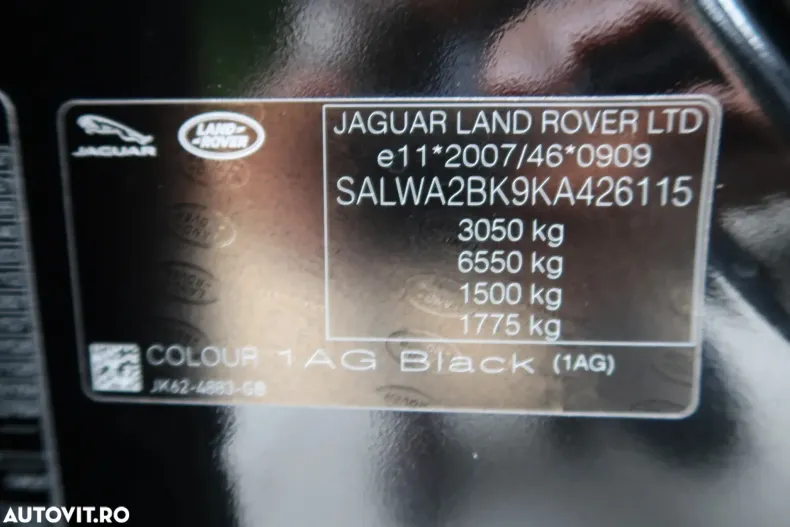 JAGUAR
LAND
ROVER
JAGUAR LAND ROVER LTD
e11*2007/46*0909
SALWA2BK9KA426115
3050 kg
6550 kg
1500 kg
1775 kg
COLOUR 1AG Black (1AG)
JK62-4883-GB
AUTOVIT.RO